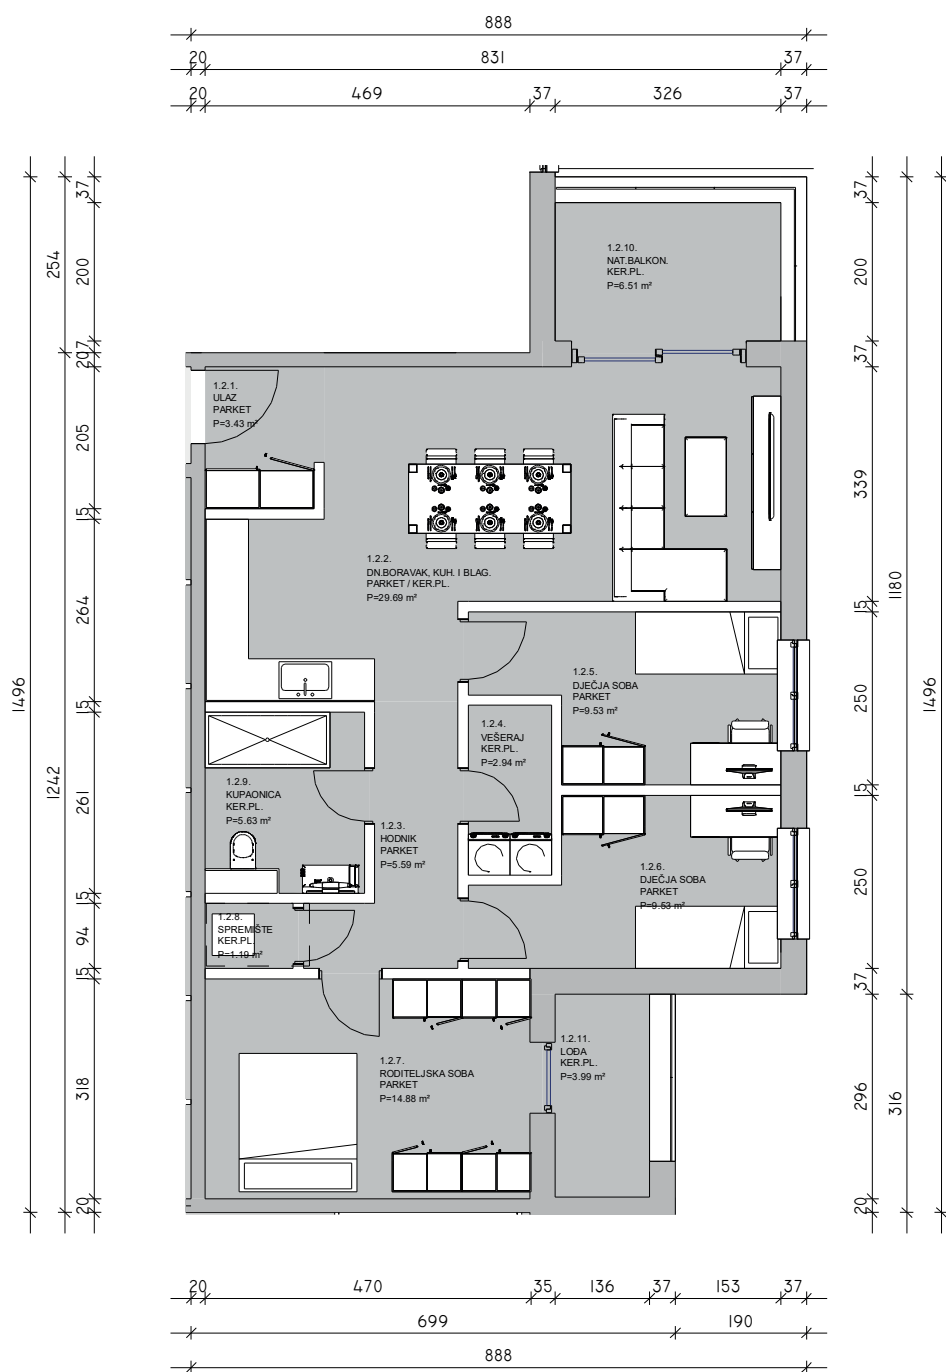 888
20
831
37
20
469
37
326
37
37
200
254
207
205
15
264
15
1496
1242
261
15
94
15
318
20
37
200
37
339
15
1180
250
15
1496
250
37
296
316
20
1.2.10.
NAT.BALKON.
KER.PL.
P=6.51 m²
1.2.1.
ULAZ
PARKET
P=3.43 m²
1.2.2.
DN.BORAVAK, KUH. I BLAG.
PARKET / KER.PL.
P=29.69 m²
1.2.5.
DJEČJA SOBA
PARKET
P=9.53 m²
1.2.4.
VEŠERAJ
KER.PL.
P=2.94 m²
1.2.9.
KUPAONICA
KER.PL.
P=5.63 m²
1.2.3.
HODNIK
PARKET
P=5.59 m²
1.2.6.
DJEČJA SOBA
PARKET
P=9.53 m²
1.2.8.
SPREMIŠTE
KER.PL.
P=1.19 m²
1.2.7.
RODITELJSKA SOBA
PARKET
P=14.88 m²
1.2.11.
LOĐA
KER.PL.
P=3.99 m²
20
470
35
136
37
153
37
699
190
888